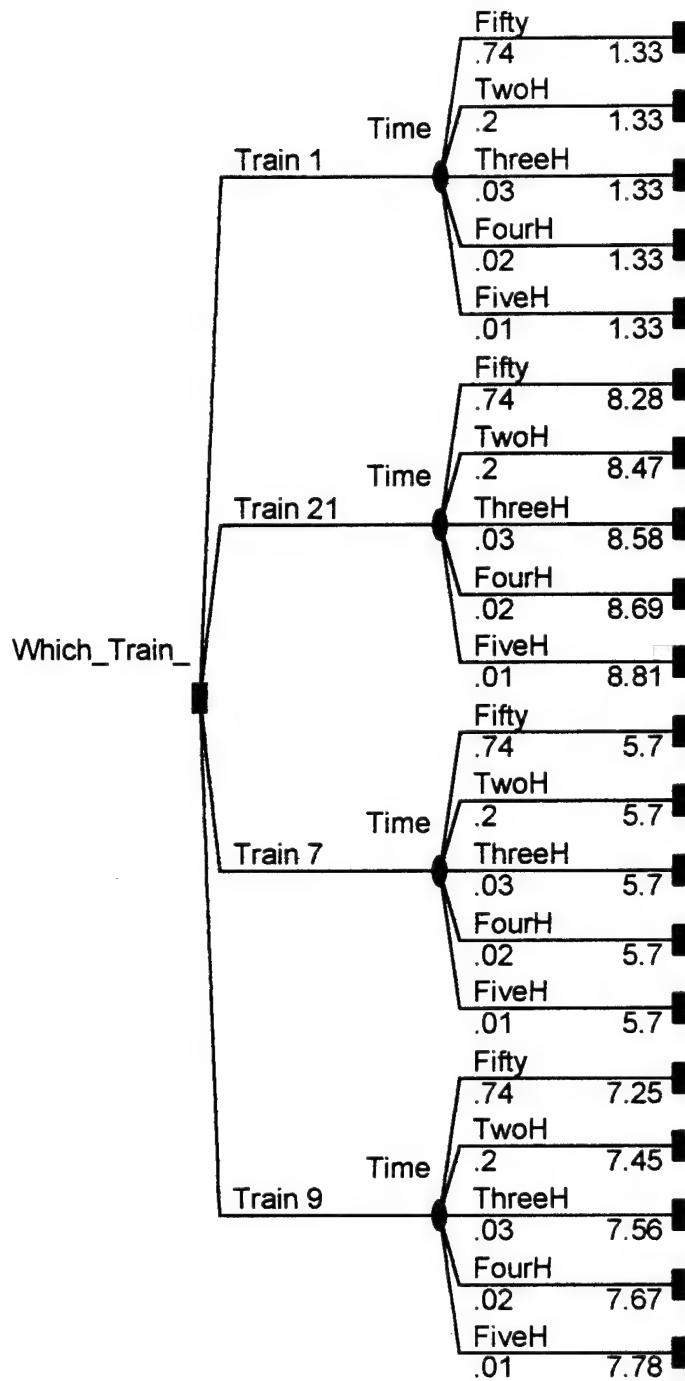 Fifty
.74 1.33
TwoH
Time
.2 1.33
Train 1
ThreeH
.03 1.33
FourH
.02 1.33
FiveH
.01 1.33
Fifty
.74 8.28
TwoH
Time
.2 8.47
Train 21
ThreeH
.03 8.58
FourH
.02 8.69
Which_Train_
FiveH
.01 8.81
Fifty
.74 5.7
TwoH
Time
.2 5.7
Train 7
ThreeH
.03 5.7
FourH
.02 5.7
FiveH
.01 5.7
Fifty
.74 7.25
TwoH
Time
.2 7.45
Train 9
ThreeH
.03 7.56
FourH
.02 7.67
FiveH
.01 7.78